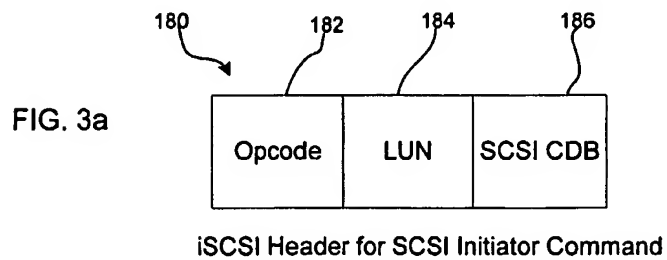 180 182 184 186
FIG. 3a
Opcode LUN SCSI CDB
iSCSI Header for SCSI Initiator Command